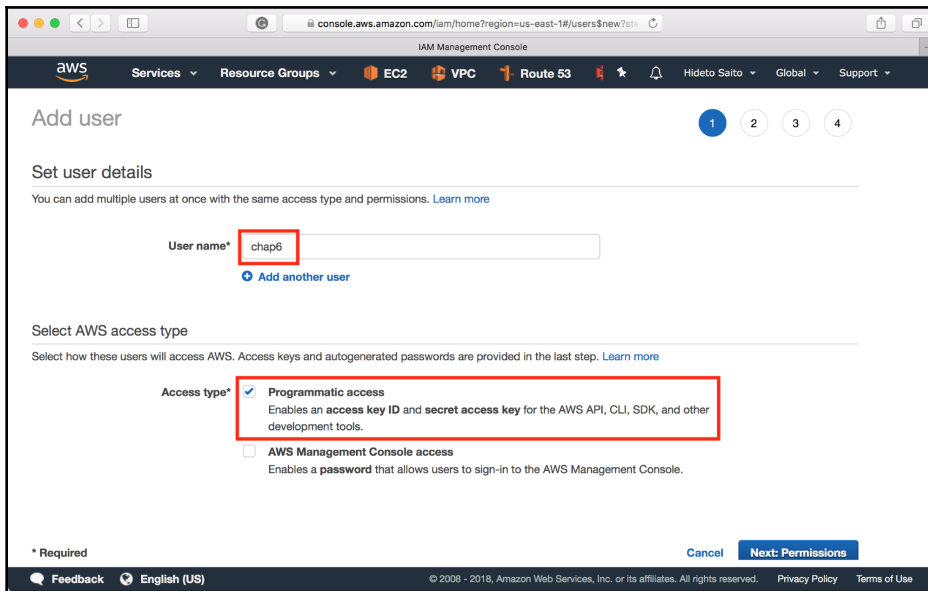 console.aws.amazon.com/iam/home?region=us-east-1#/users$new?ste
IAM Management Console
aws Services Resource Groups EC2 VPC Route 53 Hideto Saito Global Support
Add user
1 2 3 4
Set user details
You can add multiple users at once with the same access type and permissions. Learn more
User name* chap6
Add another user
Select AWS access type
Select how these users will access AWS. Access keys and autogenerated passwords are provided in the last step. Learn more
Access type* Programmatic access
Enables an access key ID and secret access key for the AWS API, CLI, SDK, and other
development tools.
AWS Management Console access
Enables a password that allows users to sign-in to the AWS Management Console.
* Required Cancel Next: Permissions
Feedback English (US) © 2008 - 2018, Amazon Web Services, Inc. or its affiliates. All rights reserved. Privacy Policy Terms of Use